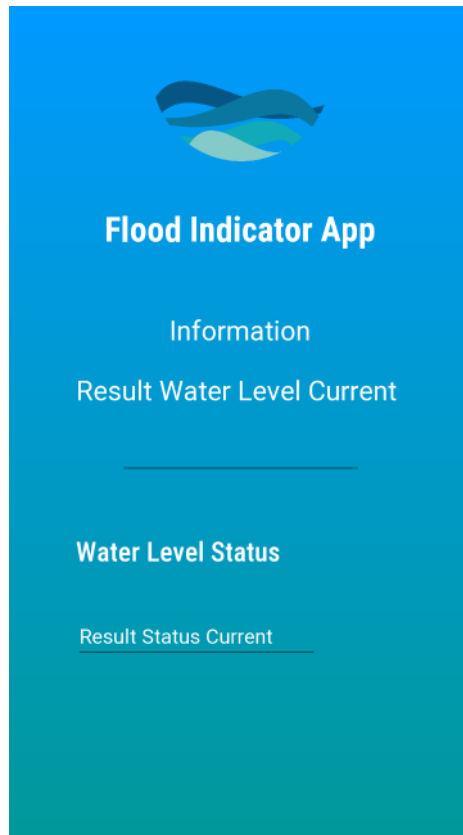 Flood Indicator App
Information
Result Water Level Current
Water Level Status
Result Status Current